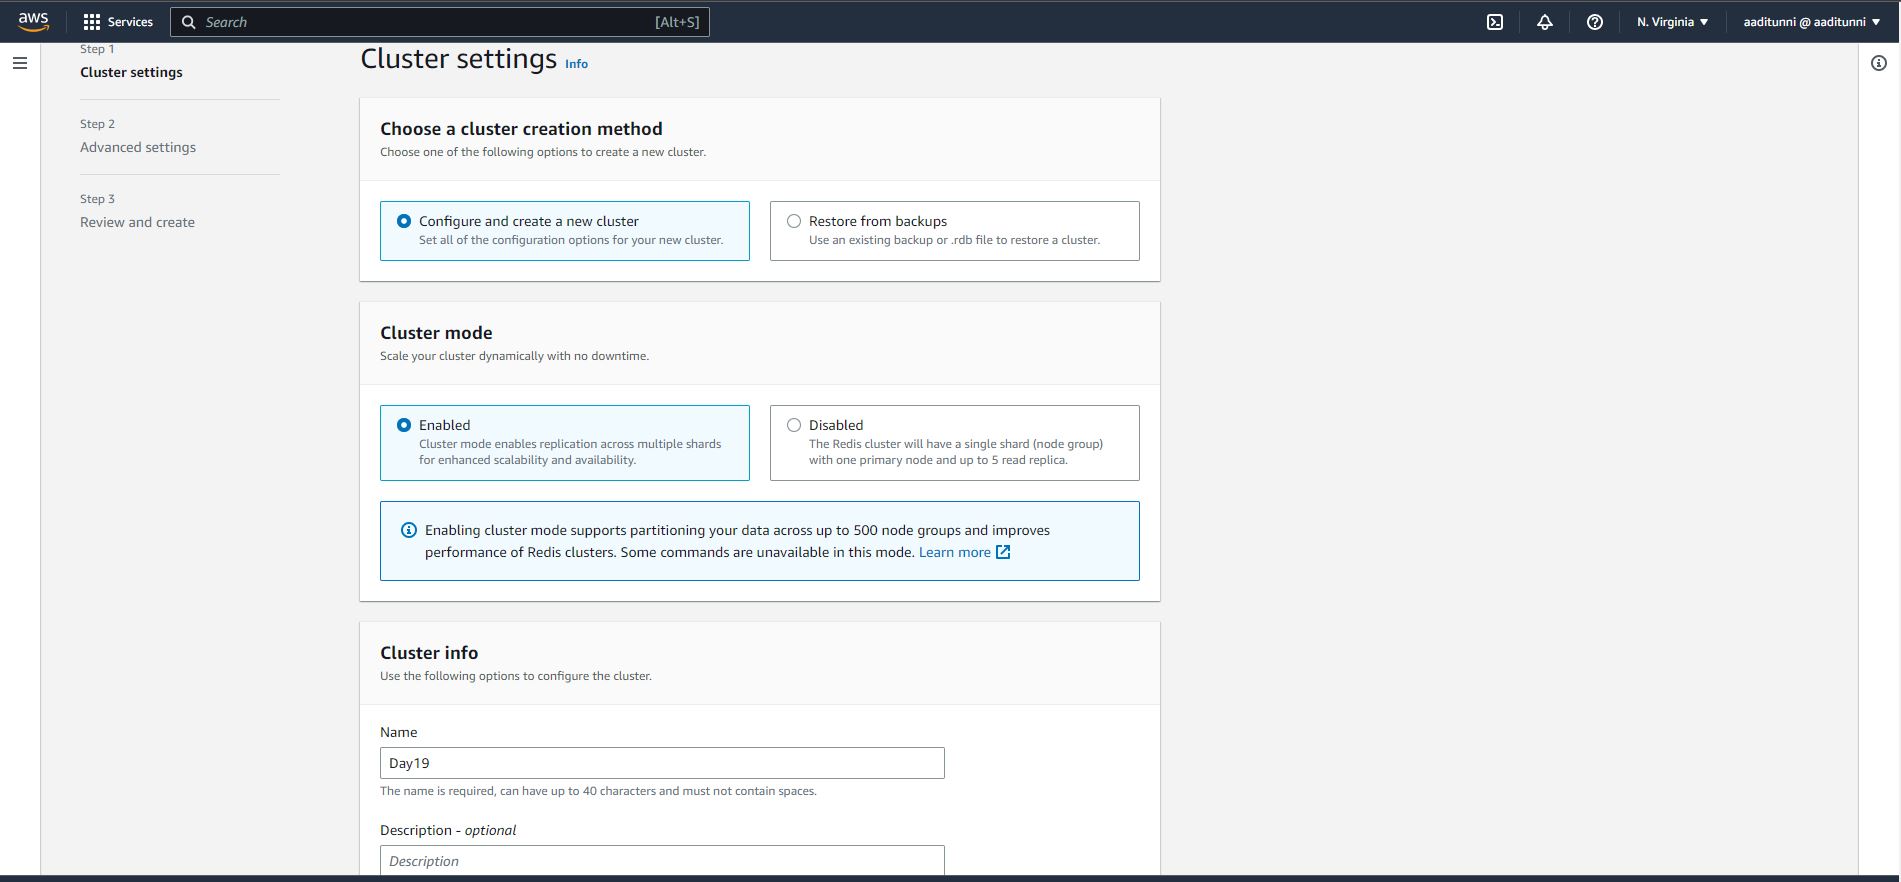 aws Services Search [Alt+S] N. Virginia aaditunni @ aaditunni
Step 1
Cluster settings
Step 2
Advanced settings
Step 3
Review and create
Cluster settings Info
Choose a cluster creation method
Choose one of the following options to create a new cluster.
Configure and create a new cluster
Set all of the configuration options for your new cluster.
Restore from backups
Use an existing backup or .rdb file to restore a cluster.
Cluster mode
Scale your cluster dynamically with no downtime.
Enabled
Cluster mode enables replication across multiple shards
for enhanced scalability and availability.
Disabled
The Redis cluster will have a single shard (node group)
with one primary node and up to 5 read replica.
Enabling cluster mode supports partitioning your data across up to 500 node groups and improves
performance of Redis clusters. Some commands are unavailable in this mode. Learn more
Cluster info
Use the following options to configure the cluster.
Name
Day19
The name is required, can have up to 40 characters and must not contain spaces.
Description - optional
Description